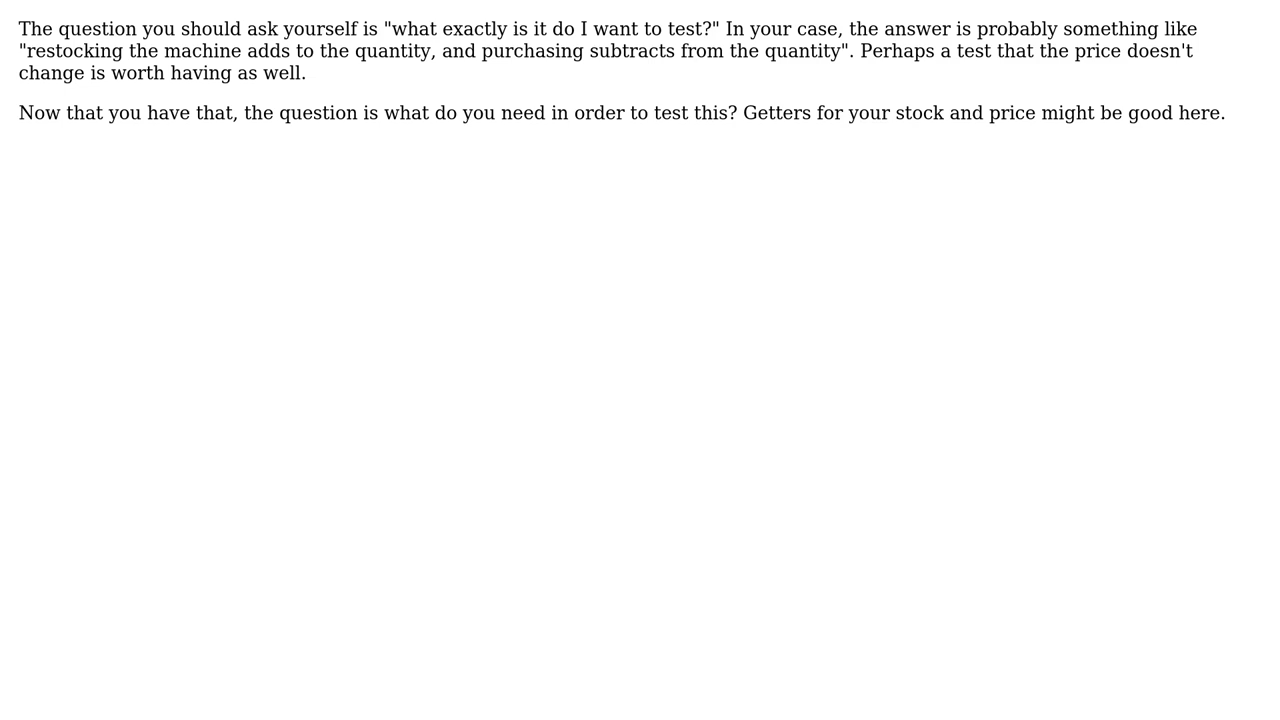 The question you should ask yourself is "what exactly is it do I want to test?" In your case, the answer is probably something like
"restocking the machine adds to the quantity, and purchasing subtracts from the quantity". Perhaps a test that the price doesn't
change is worth having as well.
Now that you have that, the question is what do you need in order to test this? Getters for your stock and price might be good here.